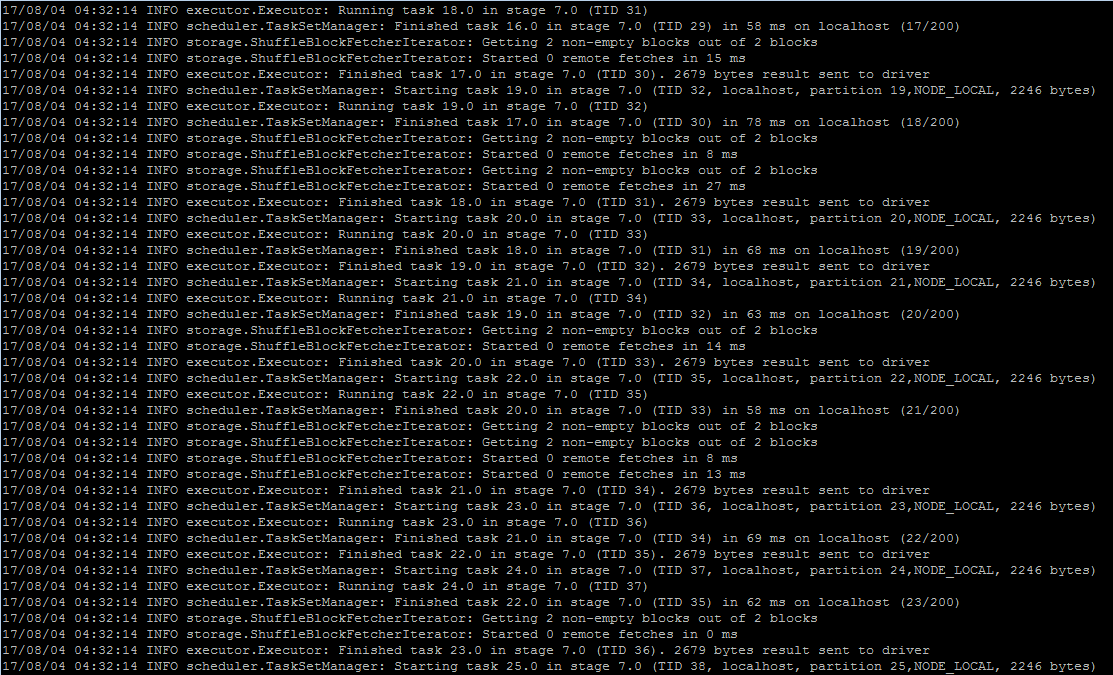 17/08/04 04:32:14 INFO executor.Executor: Running task 18.0 in stage 7.0 (TID 31)
17/08/04 04:32:14 INFO scheduler.TaskSetManager: Finished task 16.0 in stage 7.0 (TID 29) in 58 ms on localhost (17/200)
17/08/04 04:32:14 INFO storage.ShuffleBlockFetcherIterator: Getting 2 non-empty blocks out of 2 blocks
17/08/04 04:32:14 INFO storage.ShuffleBlockFetcherIterator: Started 0 remote fetches in 15 ms
17/08/04 04:32:14 INFO executor.Executor: Finished task 17.0 in stage 7.0 (TID 30). 2679 bytes result sent to driver
17/08/04 04:32:14 INFO scheduler.TaskSetManager: Starting task 19.0 in stage 7.0 (TID 32, localhost, partition 19,NODE_LOCAL, 2246 bytes)
17/08/04 04:32:14 INFO executor.Executor: Running task 19.0 in stage 7.0 (TID 32)
17/08/04 04:32:14 INFO scheduler.TaskSetManager: Finished task 17.0 in stage 7.0 (TID 30) in 78 ms on localhost (18/200)
17/08/04 04:32:14 INFO storage.ShuffleBlockFetcherIterator: Getting 2 non-empty blocks out of 2 blocks
17/08/04 04:32:14 INFO storage.ShuffleBlockFetcherIterator: Started 0 remote fetches in 8 ms
17/08/04 04:32:14 INFO storage.ShuffleBlockFetcherIterator: Getting 2 non-empty blocks out of 2 blocks
17/08/04 04:32:14 INFO storage.ShuffleBlockFetcherIterator: Started 0 remote fetches in 27 ms
17/08/04 04:32:14 INFO executor.Executor: Finished task 18.0 in stage 7.0 (TID 31). 2679 bytes result sent to driver
17/08/04 04:32:14 INFO scheduler.TaskSetManager: Starting task 20.0 in stage 7.0 (TID 33, localhost, partition 20,NODE_LOCAL, 2246 bytes)
17/08/04 04:32:14 INFO executor.Executor: Running task 20.0 in stage 7.0 (TID 33)
17/08/04 04:32:14 INFO scheduler.TaskSetManager: Finished task 18.0 in stage 7.0 (TID 31) in 68 ms on localhost (19/200)
17/08/04 04:32:14 INFO executor.Executor: Finished task 19.0 in stage 7.0 (TID 32). 2679 bytes result sent to driver
17/08/04 04:32:14 INFO scheduler.TaskSetManager: Starting task 21.0 in stage 7.0 (TID 34, localhost, partition 21,NODE_LOCAL, 2246 bytes)
17/08/04 04:32:14 INFO executor.Executor: Running task 21.0 in stage 7.0 (TID 34)
17/08/04 04:32:14 INFO scheduler.TaskSetManager: Finished task 19.0 in stage 7.0 (TID 32) in 63 ms on localhost (20/200)
17/08/04 04:32:14 INFO storage.ShuffleBlockFetcherIterator: Getting 2 non-empty blocks out of 2 blocks
17/08/04 04:32:14 INFO storage.ShuffleBlockFetcherIterator: Started 0 remote fetches in 14 ms
17/08/04 04:32:14 INFO executor.Executor: Finished task 20.0 in stage 7.0 (TID 33). 2679 bytes result sent to driver
17/08/04 04:32:14 INFO scheduler.TaskSetManager: Starting task 22.0 in stage 7.0 (TID 35, localhost, partition 22,NODE_LOCAL, 2246 bytes)
17/08/04 04:32:14 INFO executor.Executor: Running task 22.0 in stage 7.0 (TID 35)
17/08/04 04:32:14 INFO scheduler.TaskSetManager: Finished task 20.0 in stage 7.0 (TID 33) in 58 ms on localhost (21/200)
17/08/04 04:32:14 INFO storage.ShuffleBlockFetcherIterator: Getting 2 non-empty blocks out of 2 blocks
17/08/04 04:32:14 INFO storage.ShuffleBlockFetcherIterator: Getting 2 non-empty blocks out of 2 blocks
17/08/04 04:32:14 INFO storage.ShuffleBlockFetcherIterator: Started 0 remote fetches in 8 ms
17/08/04 04:32:14 INFO storage.ShuffleBlockFetcherIterator: Started 0 remote fetches in 13 ms
17/08/04 04:32:14 INFO executor.Executor: Finished task 21.0 in stage 7.0 (TID 34). 2679 bytes result sent to driver
17/08/04 04:32:14 INFO scheduler.TaskSetManager: Starting task 23.0 in stage 7.0 (TID 36, localhost, partition 23,NODE_LOCAL, 2246 bytes)
17/08/04 04:32:14 INFO executor.Executor: Running task 23.0 in stage 7.0 (TID 36)
17/08/04 04:32:14 INFO scheduler.TaskSetManager: Finished task 21.0 in stage 7.0 (TID 34) in 69 ms on localhost (22/200)
17/08/04 04:32:14 INFO executor.Executor: Finished task 22.0 in stage 7.0 (TID 35). 2679 bytes result sent to driver
17/08/04 04:32:14 INFO scheduler.TaskSetManager: Starting task 24.0 in stage 7.0 (TID 37, localhost, partition 24,NODE_LOCAL, 2246 bytes)
17/08/04 04:32:14 INFO executor.Executor: Running task 24.0 in stage 7.0 (TID 37)
17/08/04 04:32:14 INFO scheduler.TaskSetManager: Finished task 22.0 in stage 7.0 (TID 35) in 62 ms on localhost (23/200)
17/08/04 04:32:14 INFO storage.ShuffleBlockFetcherIterator: Getting 2 non-empty blocks out of 2 blocks
17/08/04 04:32:14 INFO storage.ShuffleBlockFetcherIterator: Started 0 remote fetches in 0 ms
17/08/04 04:32:14 INFO executor.Executor: Finished task 23.0 in stage 7.0 (TID 36). 2679 bytes result sent to driver
17/08/04 04:32:14 INFO scheduler.TaskSetManager: Starting task 25.0 in stage 7.0 (TID 38, localhost, partition 25,NODE_LOCAL, 2246 bytes)